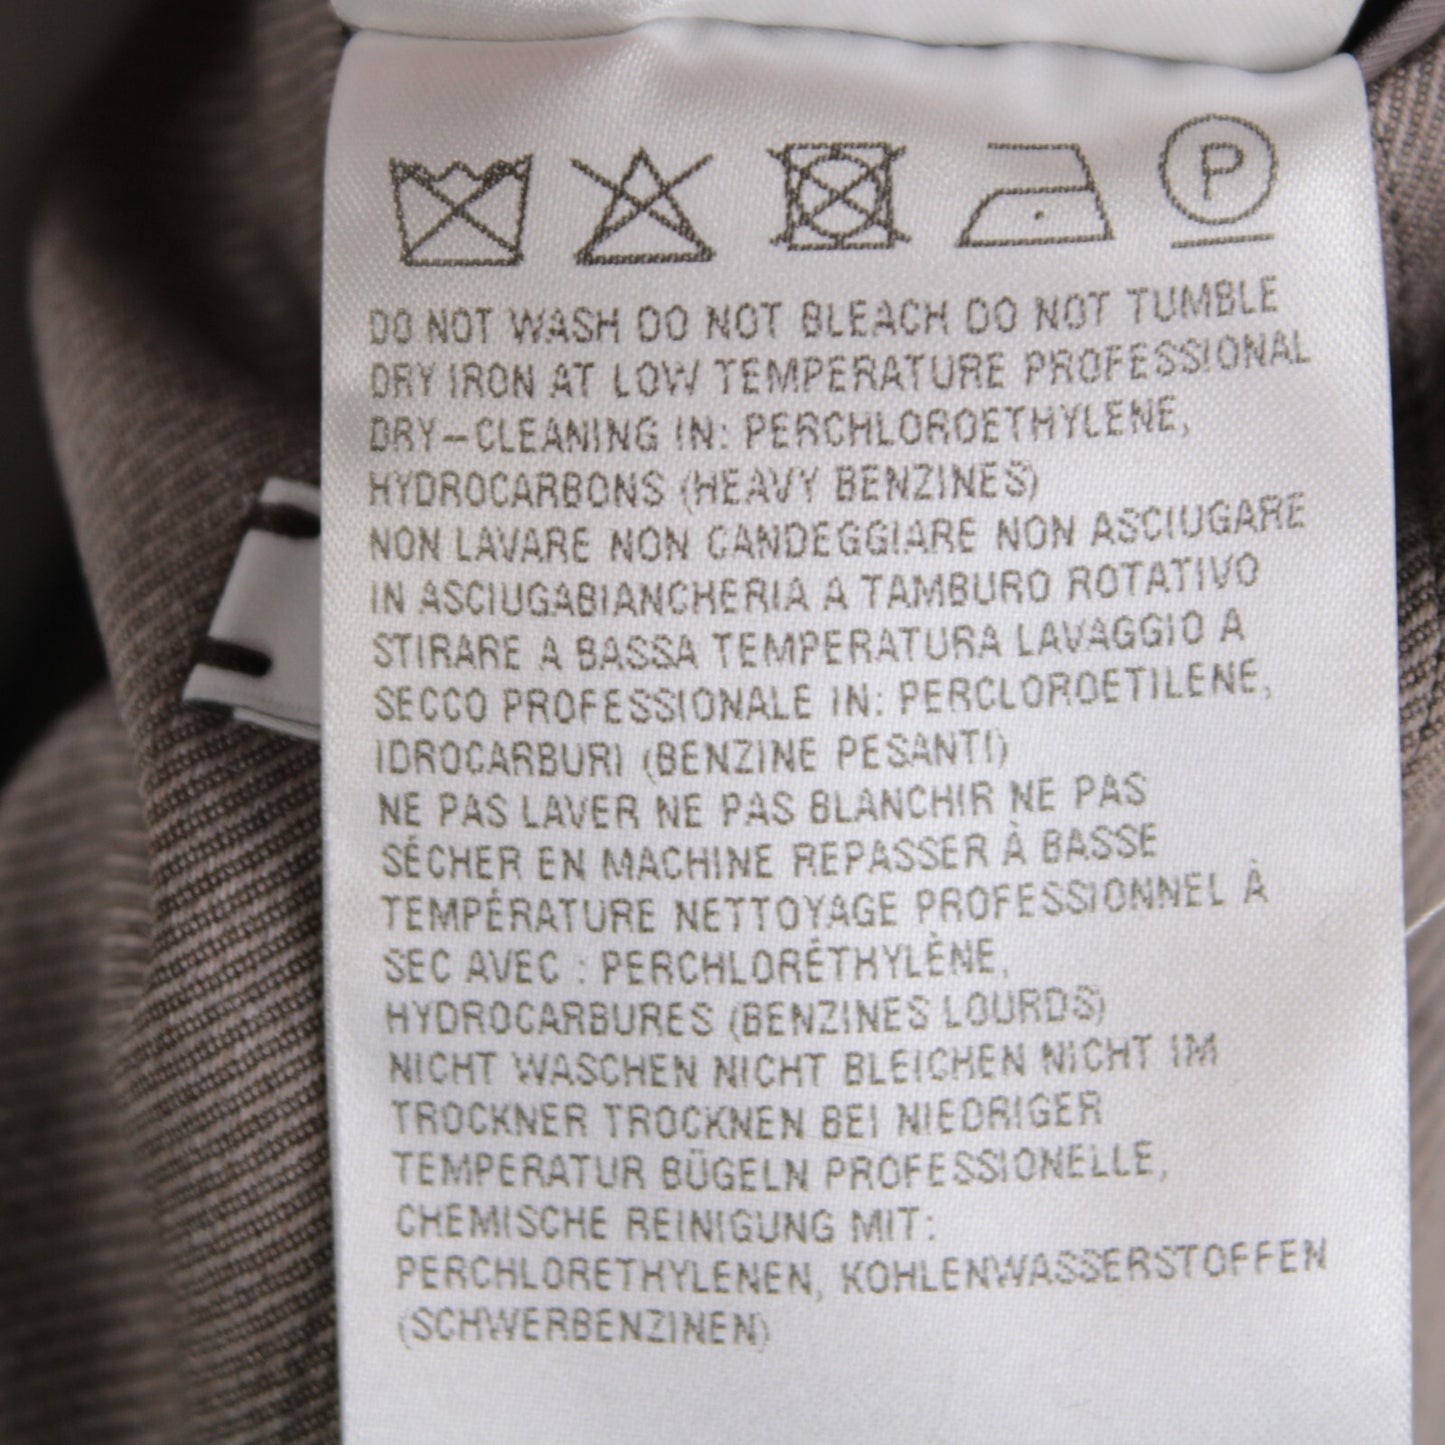 P
DO NOT WASH DO NOT BLEACH DO NOT TUMBLE
DRY IRON AT LOW TEMPERATURE PROFESSIONAL
DRY-CLEANING IN: PERCHLOROETHYLENE,
HYDROCARBONS (HEAVY BENZINES)
NON LAVARE NON CANDEGGIARE NON ASCIUGARE
IN ASCIUGABIANCHERIA A TAMBURO ROTATIVO
STIRARE A BASSA TEMPERATURA LAVAGGIO A
SECCO PROFESSIONALE IN: PERCLOROETILENE,
IDROCARBURI (BENZINE PESANTI)
NE PAS LAVER NE PAS BLANCHIR NE PAS
SÉCHER EN MACHINE REPASSER À BASSE
TEMPÉRATURE NETTOYAGE PROFESSIONNEL À
SEC AVEC : PERCHLORÉTHYLÈNE,
HYDROCARBURES (BENZINES LOURDS)
NICHT WASCHEN NICHT BLEICHEN NICHT IM
TROCKNER TROCKNEN BEI NIEDRIGER
TEMPERATUR BÜGELN PROFESSIONELLE,
CHEMISCHE REINIGUNG MIT:
PERCHLORETHYLENEN, KOHLENWASSERSTOFFEN
(SCHWERBENZINEN)